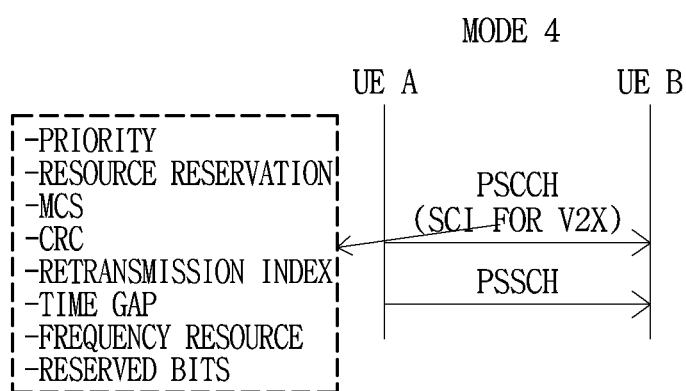 MODE 4
UE A
UE B
-PRIORITY
-RESOURCE RESERVATION
-MCS
-CRC
-RETRANSMISSION INDEX
-TIME GAP
-FREQUENCY RESOURCE
-RESERVED BITS
PSCCH
(SCI FOR V2X)
PSSCH